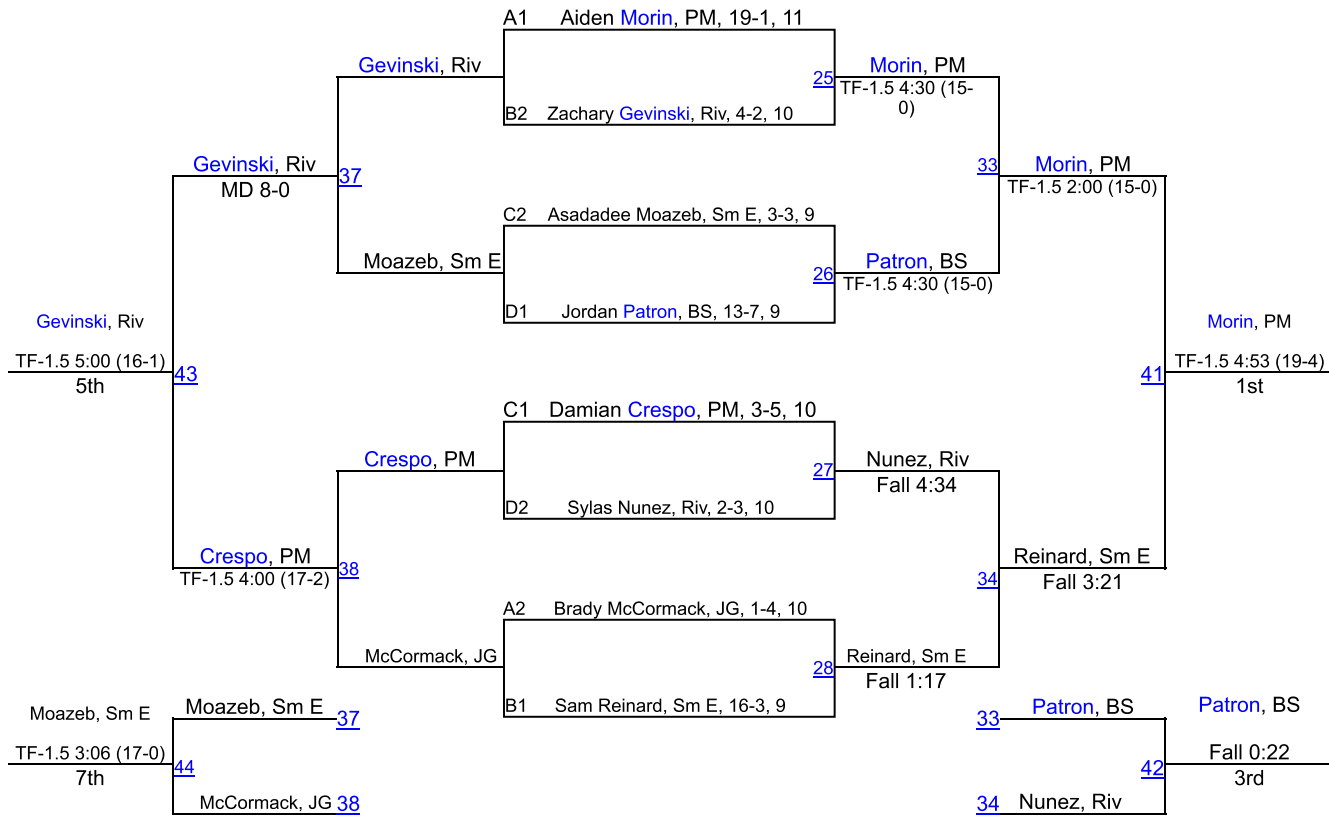 A1 Aiden Morin, PM, 19-1, 11
Gevinski, Riv
25
Morin, PM
TF-1.5 4:30 (15-
0)
B2 Zachary Gevinski, Riv, 4-2, 10
Gevinski, Riv
MD 8-0
37
33
Morin, PM
TF-1.5 2:00 (15-0)
C2 Asadadee Moazeb, Sm E, 3-3, 9
Moazeb, Sm E
26
Patron, BS
TF-1.5 4:30 (15-0)
D1 Jordan Patron, BS, 13-7, 9
Gevinski, Riv
TF-1.5 5:00 (16-1)
5th
43
41
Morin, PM
TF-1.5 4:53 (19-4)
1st
C1 Damian Crespo, PM, 3-5, 10
Crespo, PM
27
Nunez, Riv
Fall 4:34
D2 Sylas Nunez, Riv, 2-3, 10
Crespo, PM
TF-1.5 4:00 (17-2)
38
34
Reinard, Sm E
Fall 3:21
A2 Brady McCormack, JG, 1-4, 10
McCormack, JG
28
Reinard, Sm E
Fall 1:17
B1 Sam Reinard, Sm E, 16-3, 9
Moazeb, Sm E
TF-1.5 3:06 (17-0)
7th
44
Moazeb, Sm E 37
McCormack, JG 38
33 Patron, BS
34 Nunez, Riv
42
Patron, BS
Fall 0:22
3rd